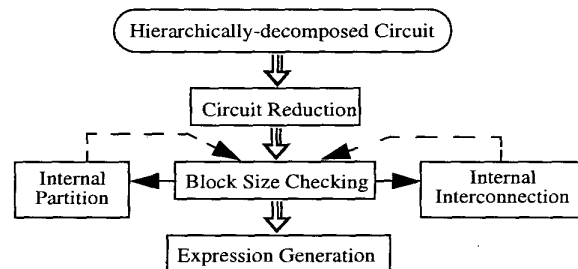 Hierarchically-decomposed Circuit
Circuit Reduction
Internal
Partition
Block Size Checking
Internal
Interconnection
Expression Generation